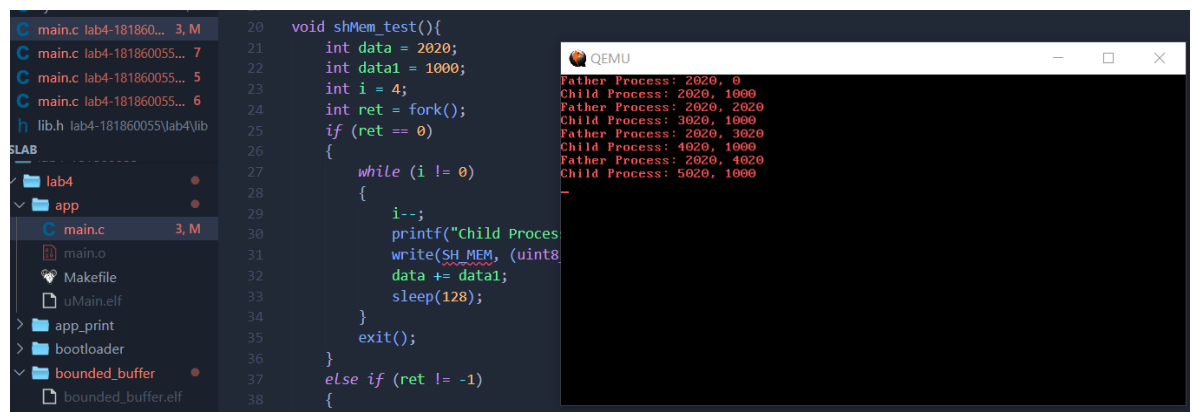 main.c lab4-181860... 3, M
main.c lab4-181860055... 7
main.c lab4-181860055... 5
main.c lab4-181860055... 6
lib.h lab4-181860055\lab4\lib
SLAB
lab4
app
main.c 3, M
main.o
Makefile
uMain.elf
app_print
bootloader
bounded_buffer
bounded_buffer.elf
20 void shMem_test(){
21 int data = 2020;
22 int data1 = 1000;
23 int i = 4;
24 int ret = fork();
25 if (ret == 0)
26 {
27 while (i != 0)
28 {
29 i--;
30 printf("Child Proces
31 write(SH_MEM, (uint8_
32 data += data1;
33 sleep(128);
34 }
35 exit();
36 }
37 else if (ret != -1)
38 {
QEMU
Father Process: 2020, 0
Child Process: 2020, 1000
Father Process: 2020, 2020
Child Process: 3020, 1000
Father Process: 2020, 3020
Child Process: 4020, 1000
Father Process: 2020, 4020
Child Process: 5020, 1000